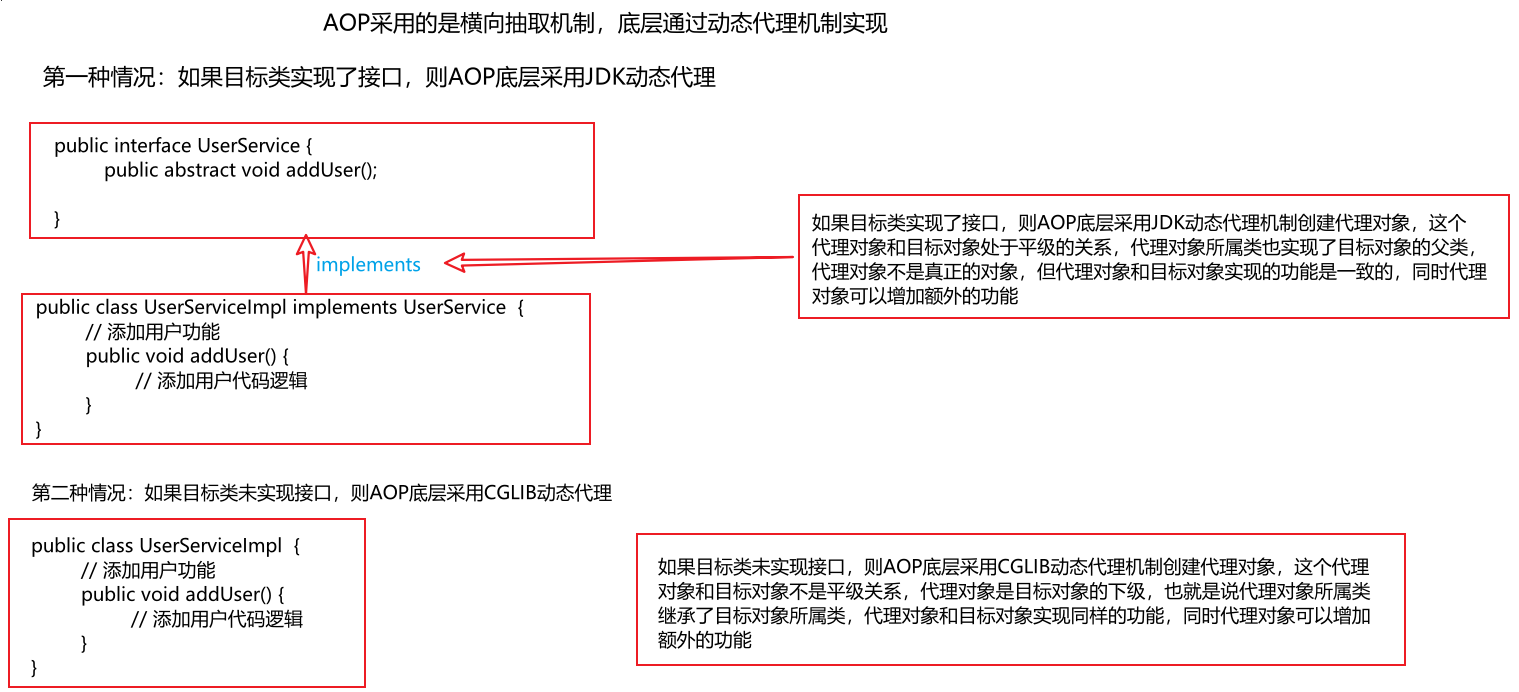 AOP采用的是横向抽取机制，底层通过动态代理机制实现
第一种情况：如果目标类实现了接口，则AOP底层采用JDK动态代理
public interface UserService {
public abstract void addUser();
}
implements
如果目标类实现了接口，则AOP底层采用JDK动态代理机制创建代理对象，这个
代理对象和目标对象处于平级的关系，代理对象所属类也实现了目标对象的父类，
代理对象不是真正的对象，但代理对象和目标对象实现的功能是一致的，同时代理
对象可以增加额外的功能
public class UserServiceImpl implements UserService {
// 添加用户功能
public void addUser() {
// 添加用户代码逻辑
}
}
第二种情况：如果目标类未实现接口，则AOP底层采用CGLIB动态代理
public class UserServiceImpl {
// 添加用户功能
public void addUser() {
// 添加用户代码逻辑
}
}
如果目标类未实现接口，则AOP底层采用CGLIB动态代理机制创建代理对象，这个代理
对象和目标对象不是平级关系，代理对象是目标对象的下级，也就是说代理对象所属类
继承了目标对象所属类，代理对象和目标对象实现同样的功能，同时代理对象可以增加
额外的功能